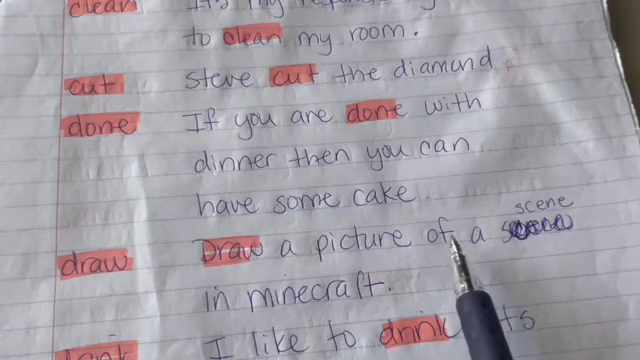 clean It's my
to clean my room.
cut Steve cut the diamond
done If you are done with
dinner then you can
have some cake.
scene
draw Draw a picture of a
in minecraft.
I like to drink